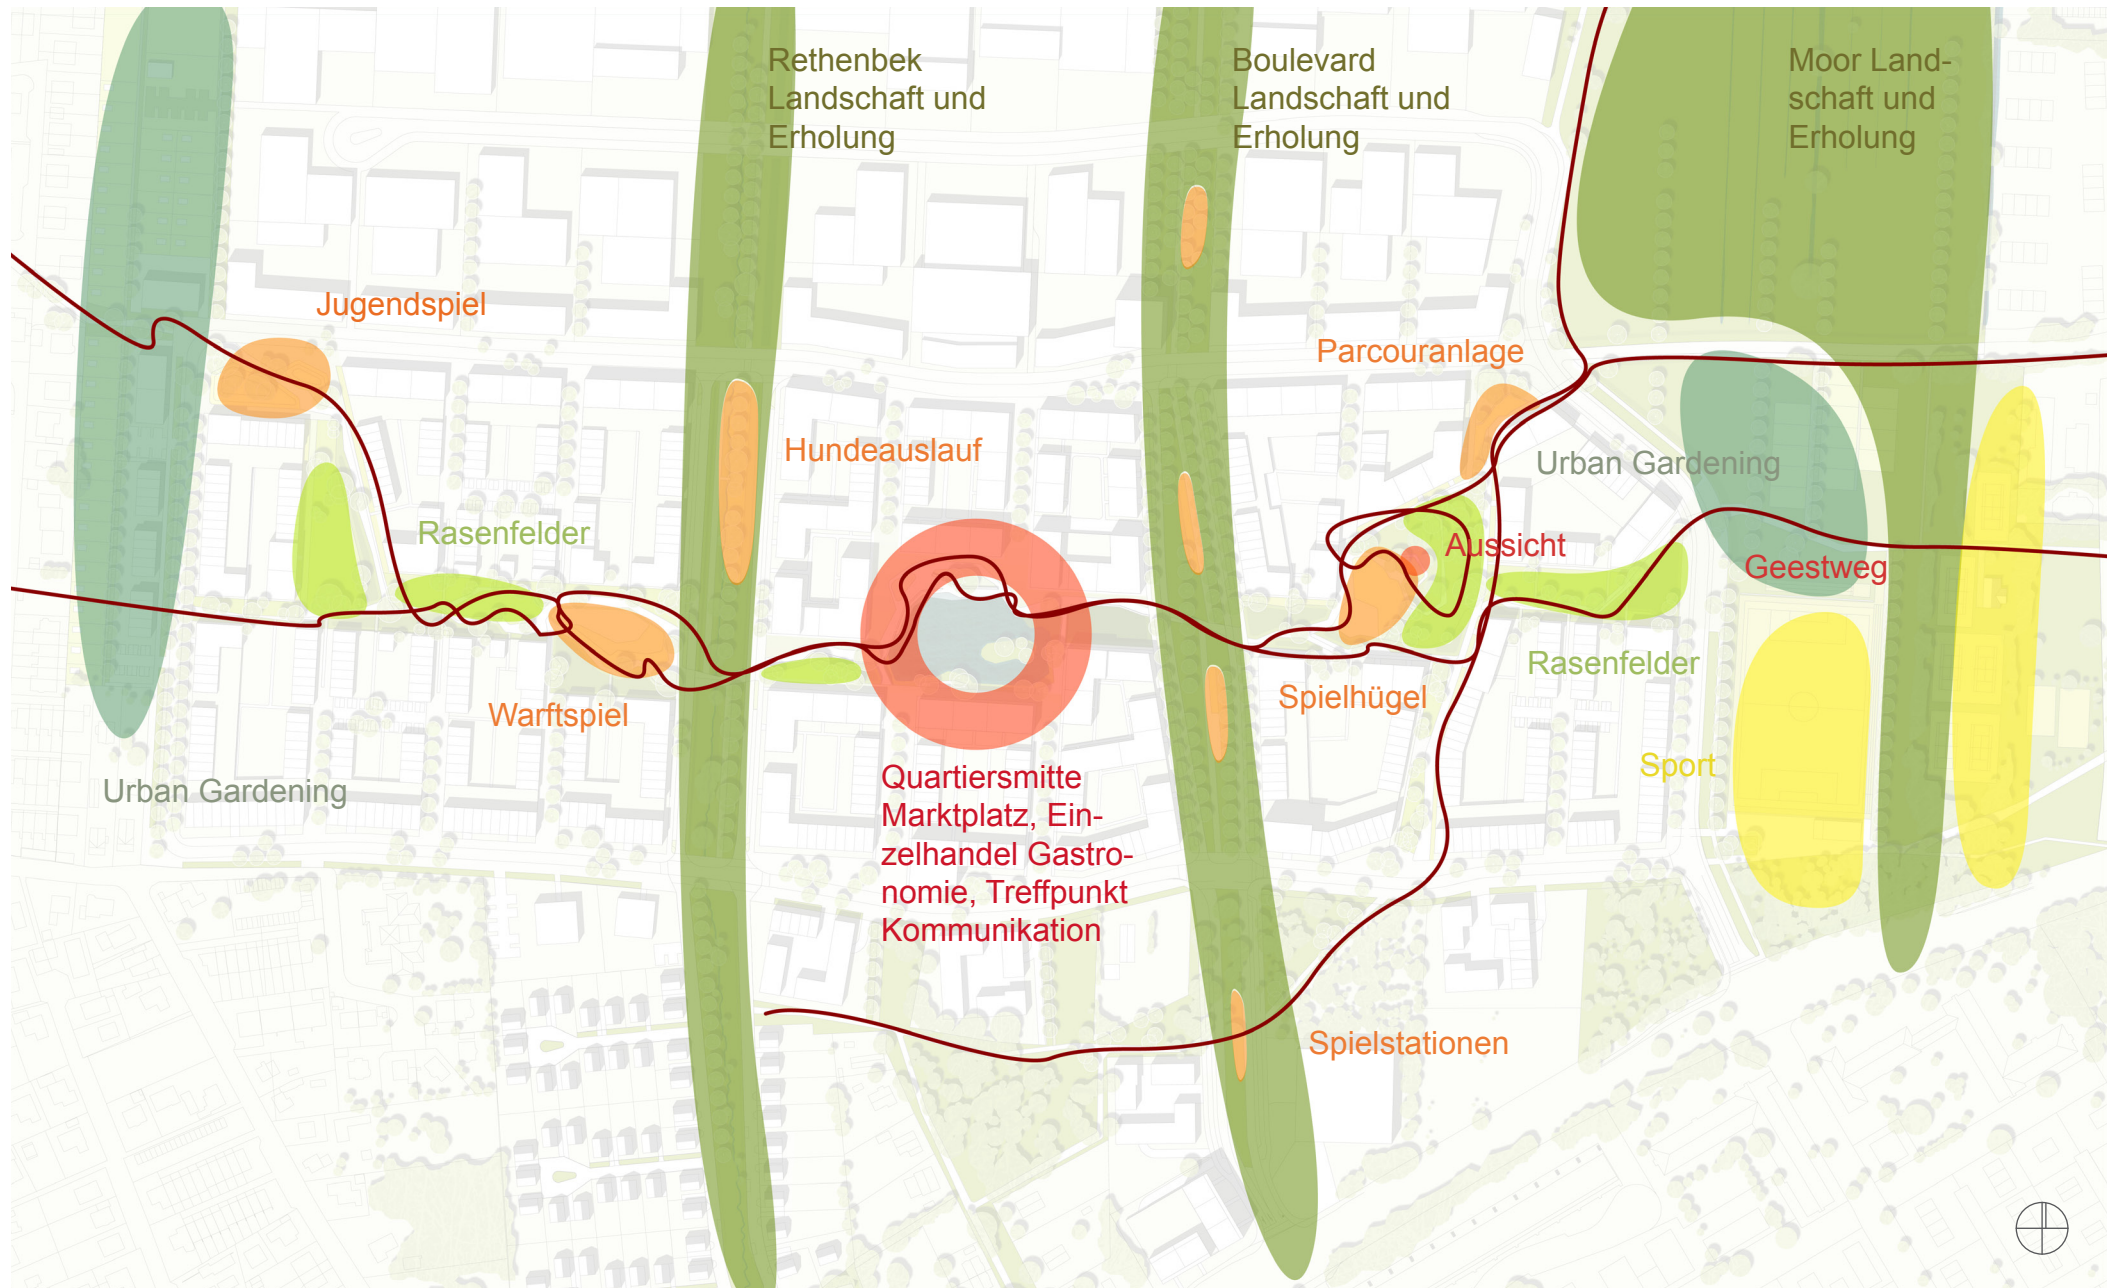 Rethenbek
Landschaft und
Erholung
Boulevard
Landschaft und
Erholung
Moor Land-
schaft und
Erholung
Jugendspiel
Parcouranlage
Hundeauslauf
Urban Gardening
Rasenfelder
Aussicht
Geestweg
Rasenfelder
Spielhügel
Warftspiel
Sport
Urban Gardening
Quartiersmitte
Marktplatz, Ein-
zelhandel Gastro-
nomie, Treffpunkt
Kommunikation
Spielstationen